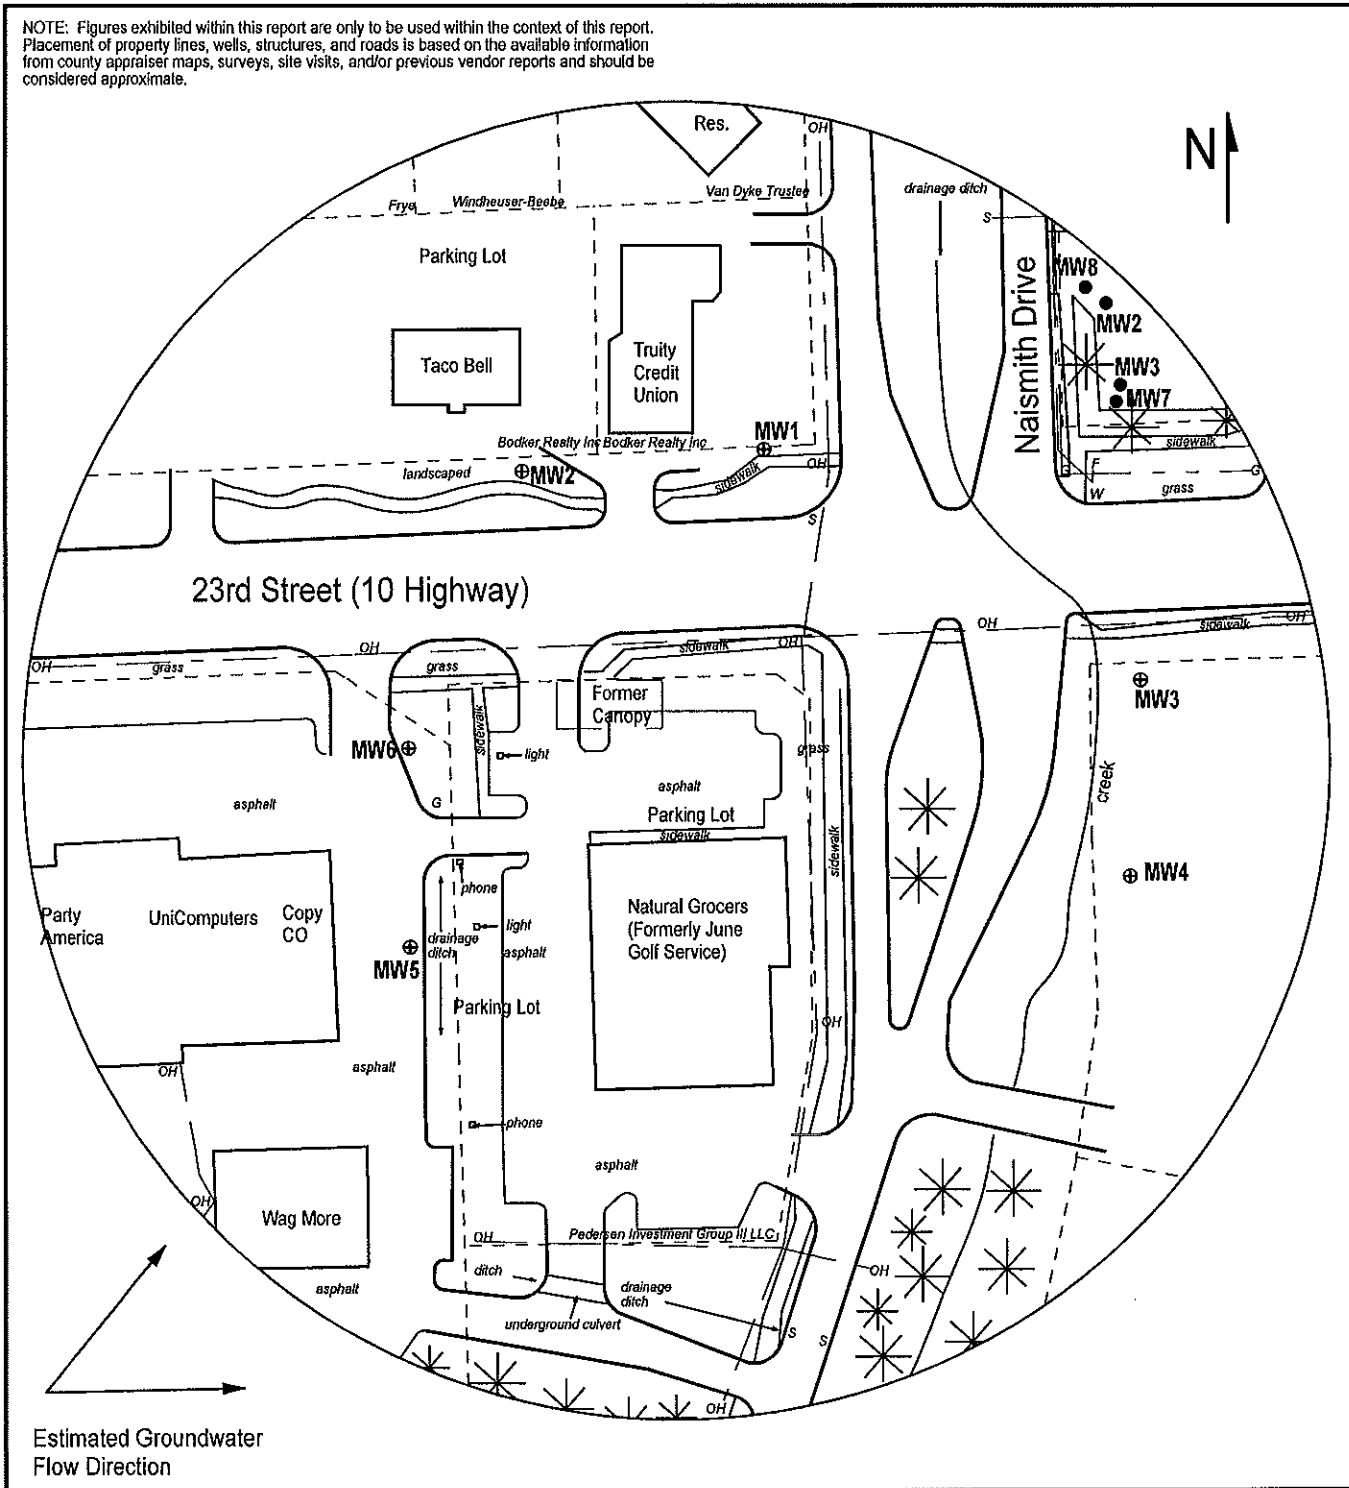 NOTE: Figures exhibited within this report are only to be used within the context of this report.
Placement of property lines, wells, structures, and roads is based on the available information
from county appraiser maps, surveys, site visits, and/or previous vendor reports and should be
considered approximate.
N
Res.
OH
drainage ditch
Van Dyke Trustee
Windheuser-Beebe
Frye
S
Parking Lot
Naismith Drive
MW8
MW2
Taco Bell
Truity
Credit
Union
MW3
MW7
Bodker Realty Inc Bodker Realty Inc
MW1
sidewalk
landscaped
MW2
sidewalk
OH
G
F
G
W
grass
S
23rd Street (10 Highway)
OH
sidewalk
OH
OH
grass
OH
grass
sidewalk
OH
Former
Canopy
MW3
sidewalk
MW6
light
grass
asphalt
G
asphalt
Parking Lot
sidewalk
creek
sidewalk
MW4
phone
Party
America
UniComputers
Copy
CO
light
Natural Grocers
(Formerly June
Golf Service)
drainage
ditch
asphalt
MW5
Parking Lot
OH
asphalt
OH
phone
asphalt
OH
Wag More
OH
Pedersen Investment Group III LLC
OH
ditch
drainage
ditch
asphalt
underground culvert
S
S
OH
Estimated Groundwater
Flow Direction